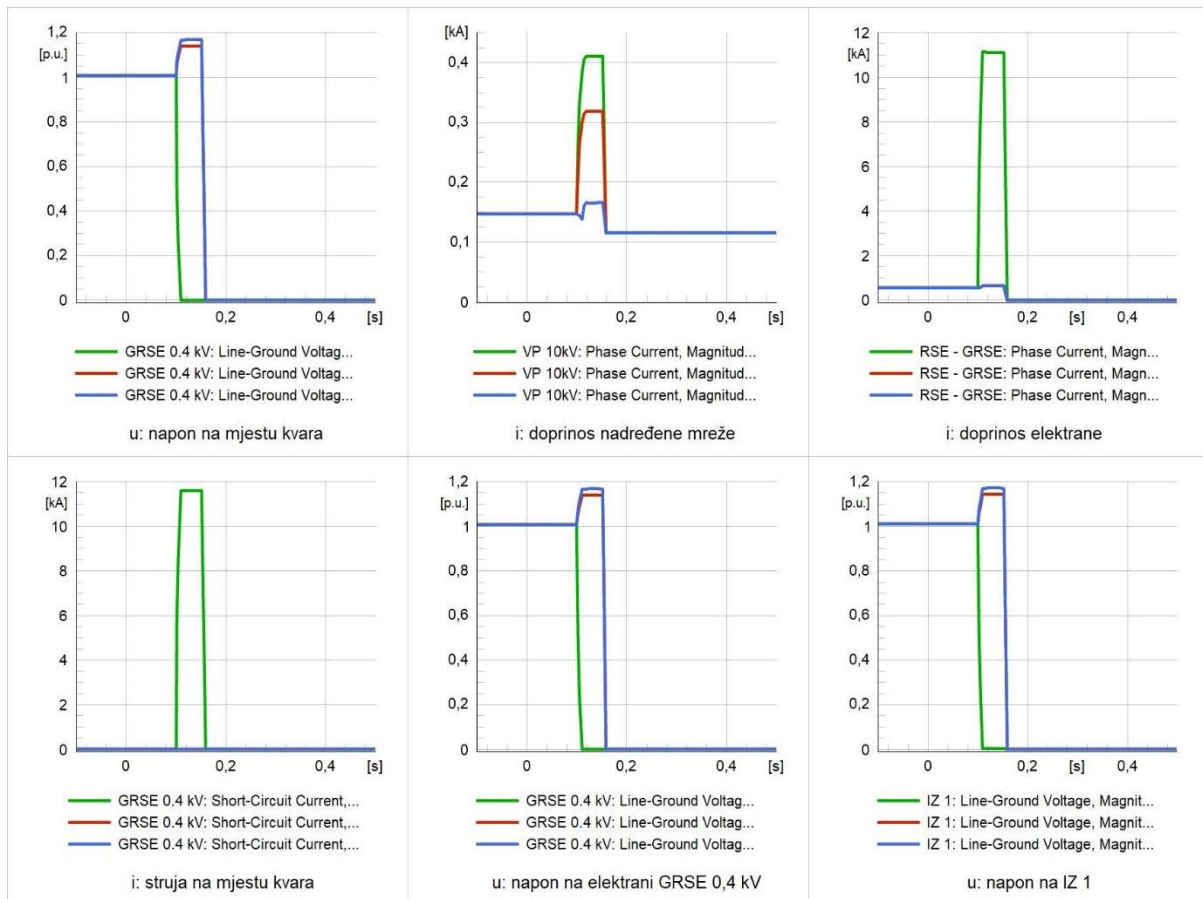 1,2
[p.u.]
1
0,8
0,6
0,4
0,2
0
0
0,2
0,4
[s]
GRSE 0.4 kV: Line-Ground Voltag...
GRSE 0.4 kV: Line-Ground Voltag...
GRSE 0.4 kV: Line-Ground Voltag...
u: napon na mjestu kvara
[kA]
0,4
0,3
0,2
0,1
0
0
0,2
0,4
[s]
VP 10kV: Phase Current, Magnitud...
VP 10kV: Phase Current, Magnitud...
VP 10kV: Phase Current, Magnitud...
i: doprinos nadređene mreže
12
[kA]
10
8
6
4
2
0
0
0,2
0,4
[s]
RSE - GRSE: Phase Current, Magn...
RSE - GRSE: Phase Current, Magn...
RSE - GRSE: Phase Current, Magn...
i: doprinos elektrane
12
[kA]
10
8
6
4
2
0
0
0,2
0,4
[s]
GRSE 0.4 kV: Short-Circuit Current,...
GRSE 0.4 kV: Short-Circuit Current,...
GRSE 0.4 kV: Short-Circuit Current,...
i: struja na mjestu kvara
1,2
[p.u.]
1
0,8
0,6
0,4
0,2
0
0
0,2
0,4
[s]
GRSE 0.4 kV: Line-Ground Voltag...
GRSE 0.4 kV: Line-Ground Voltag...
GRSE 0.4 kV: Line-Ground Voltag...
u: napon na elektrani GRSE 0,4 kV
1,2
[p.u.]
1
0,8
0,6
0,4
0,2
0
0
0,2
0,4
[s]
IZ 1: Line-Ground Voltage, Magnit...
IZ 1: Line-Ground Voltage, Magnit...
IZ 1: Line-Ground Voltage, Magnit...
u: napon na IZ 1